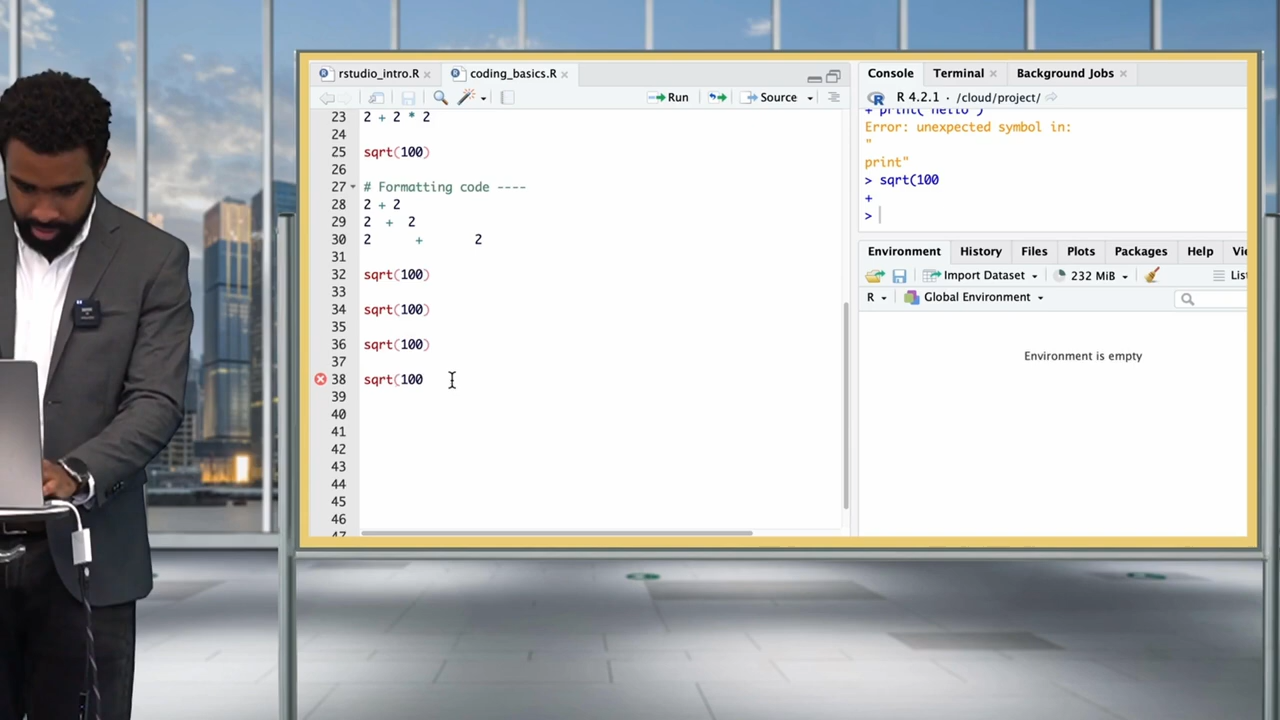 rstudio_intro.R
coding_basics.R
Run
Source
23 2 + 2 * 2
24
25 sqrt(100)
26
27 # Formatting code ----
28 2 + 2
29 2  +  2
30 2      +       2
31
32 sqrt(100)
33
34 sqrt(100)
35
36 sqrt(100)
37
38 sqrt(100
39
40
41
42
43
44
45
46
47
Console
Terminal
Background Jobs
R 4.2.1 · /cloud/project/
+ print("hello")
Error: unexpected symbol in:
"
print"
> sqrt(100
+
>
Environment
History
Files
Plots
Packages
Help
Import Dataset
232 MiB
R
Global Environment
Environment is empty